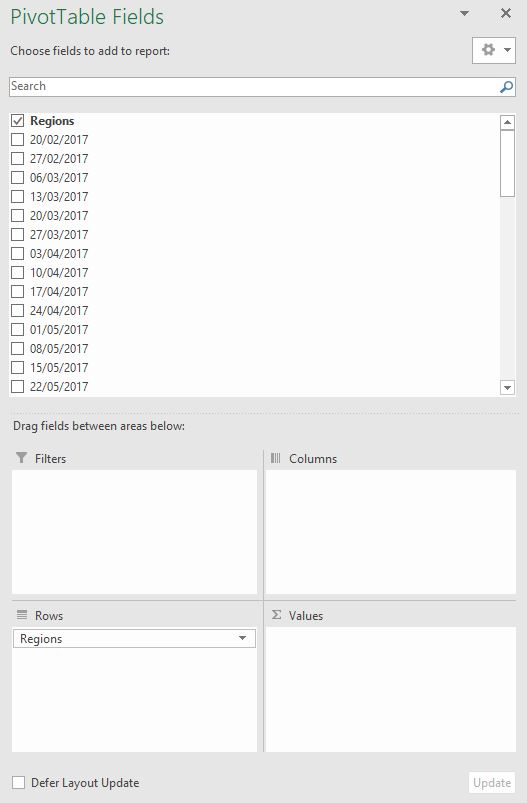 PivotTable Fields
Choose fields to add to report:
Search
Regions
20/02/2017
27/02/2017
06/03/2017
13/03/2017
20/03/2017
27/03/2017
03/04/2017
10/04/2017
17/04/2017
24/04/2017
01/05/2017
08/05/2017
15/05/2017
22/05/2017
Drag fields between areas below:
Filters
Columns
Rows
Σ Values
Regions
Defer Layout Update
Update